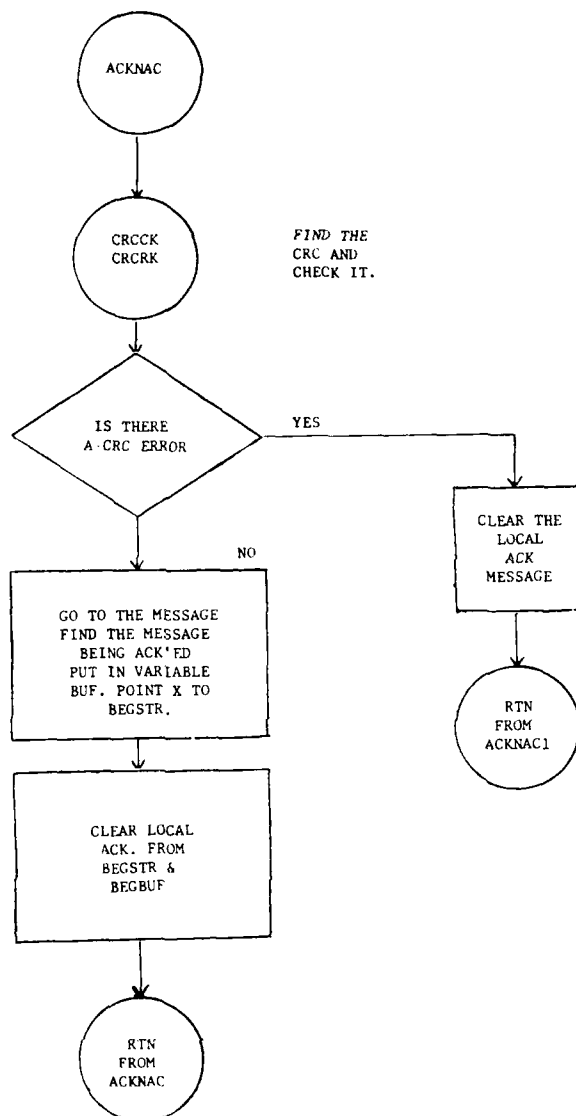 ACKNAC
CRCCK
CRCRK
FIND THE
CRC AND
CHECK IT.
IS THERE
A CRC ERROR
YES
NO
CLEAR THE
LOCAL
ACK
MESSAGE
GO TO THE MESSAGE
FIND THE MESSAGE
BEING ACK'ED
PUT IN VARIABLE
BUF. POINT X TO
BEGSTR.
RTN
FROM
ACKNAC1
CLEAR LOCAL
ACK. FROM
BEGSTR &
BEGBUF
RTN
FROM
ACKNAC